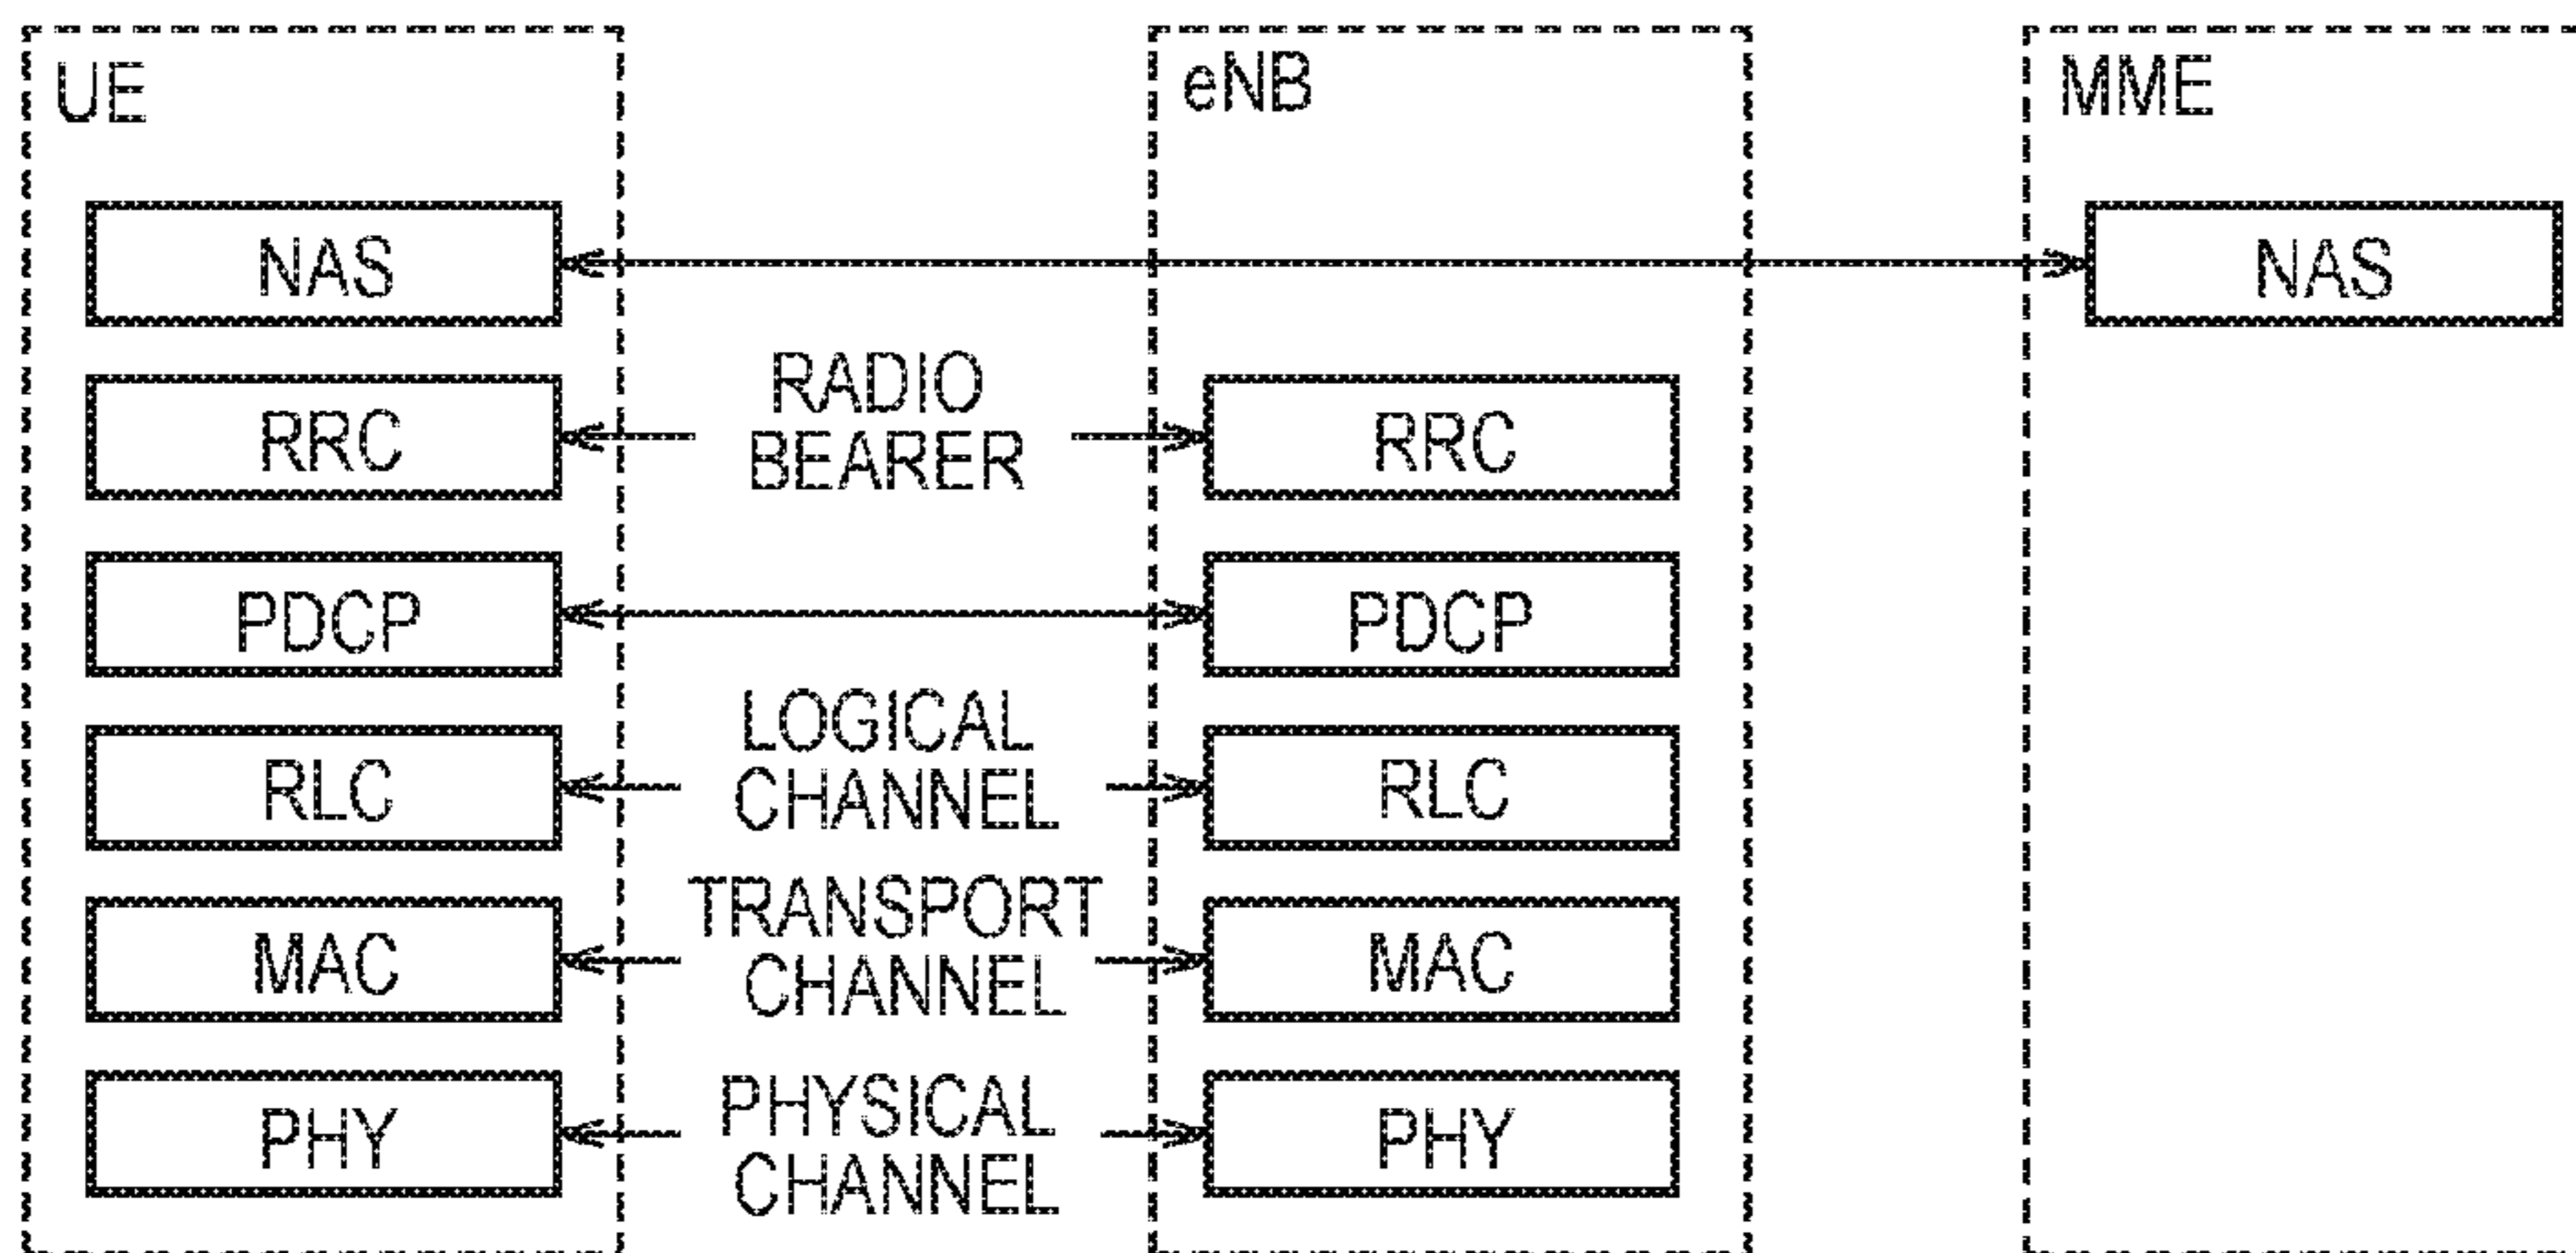 UE
eNB
MME
NAS
NAS
RADIO
BEARER
RRC
RRC
PDCP
PDCP
LOGICAL
CHANNEL
RLC
RLC
TRANSPORT
CHANNEL
MAC
MAC
PHYSICAL
CHANNEL
PHY
PHY